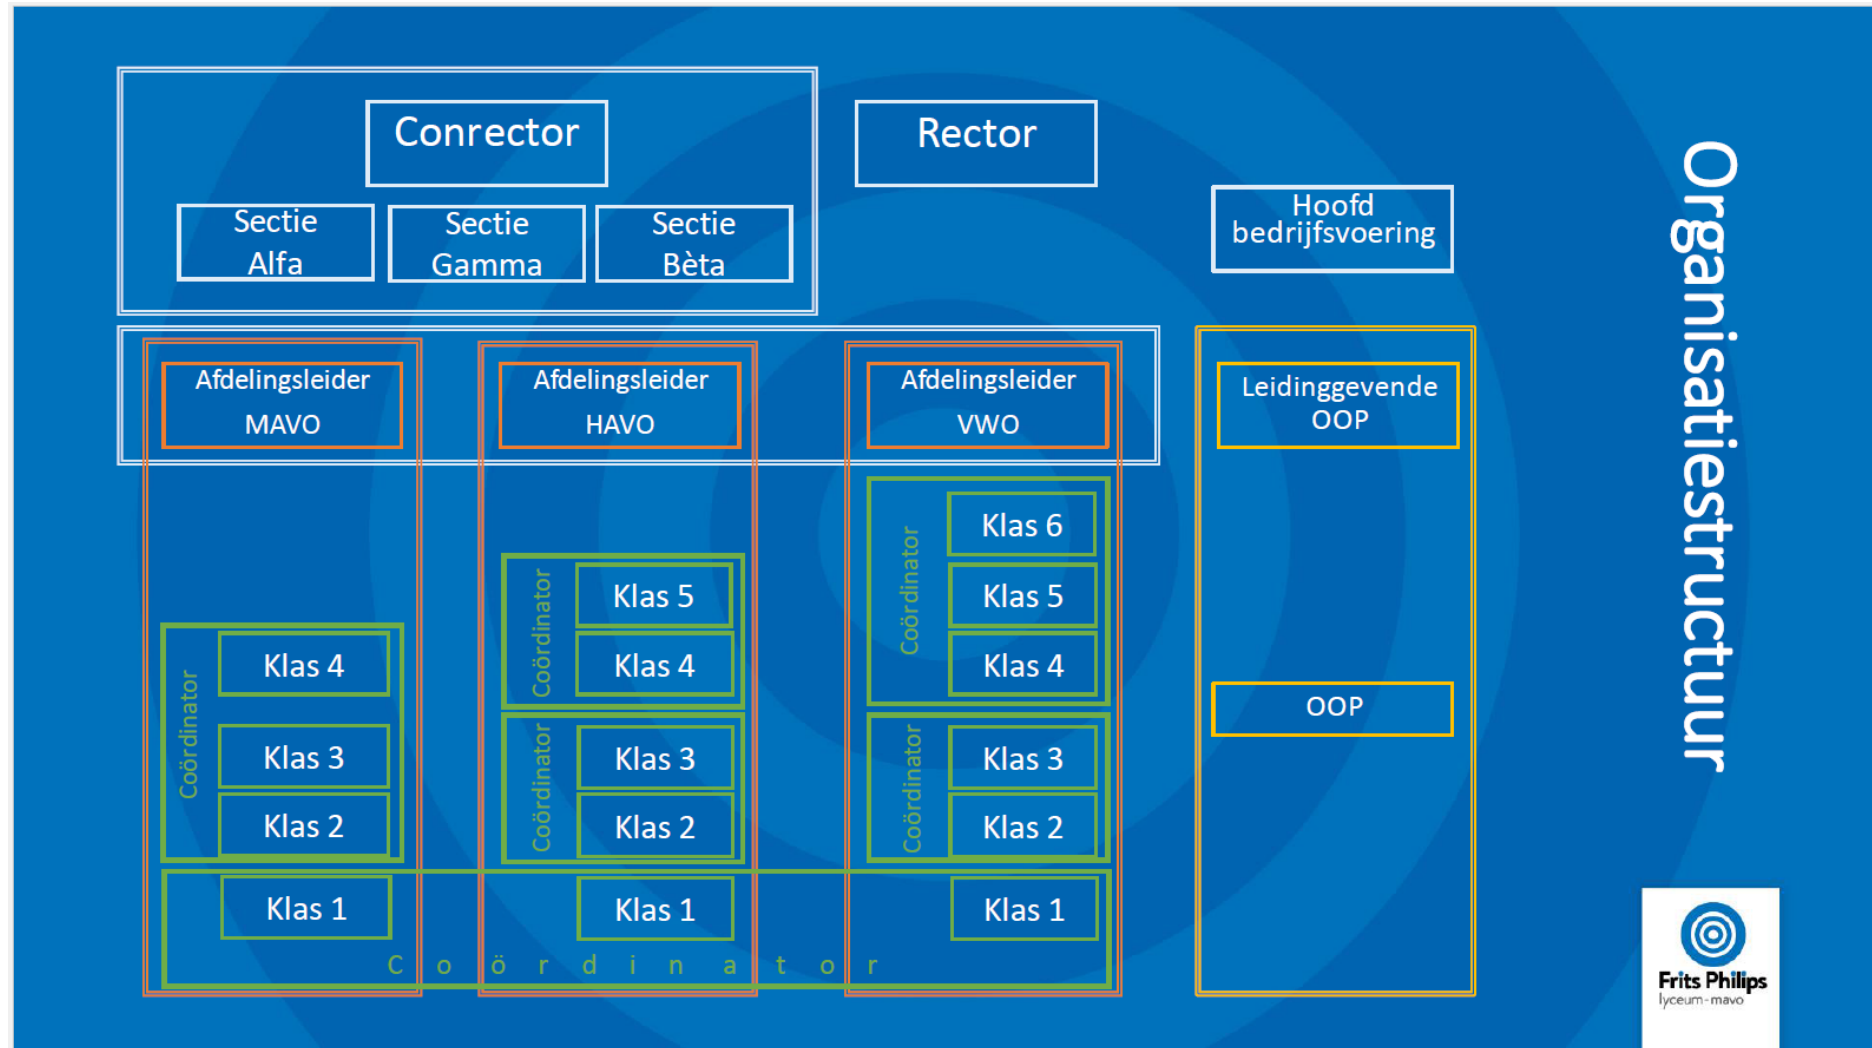 Conrector
Rector
Sectie
Alfa
Sectie
Gamma
Sectie
Bèta
Hoofd
bedrijfsvoering
Organisatiestructuur
Afdelingsleider
MAVO
Afdelingsleider
HAVO
Afdelingsleider
VWO
Leidinggevende
OOP
Coördinator
Klas 4
Klas 3
Klas 2
Coördinator
Klas 5
Klas 4
Coördinator
Klas 3
Klas 2
Coördinator
Klas 6
Klas 5
Klas 4
Coördinator
Klas 3
Klas 2
OOP
Klas 1
Klas 1
Klas 1
Coördinator
Frits Philips
lyceum-mavo